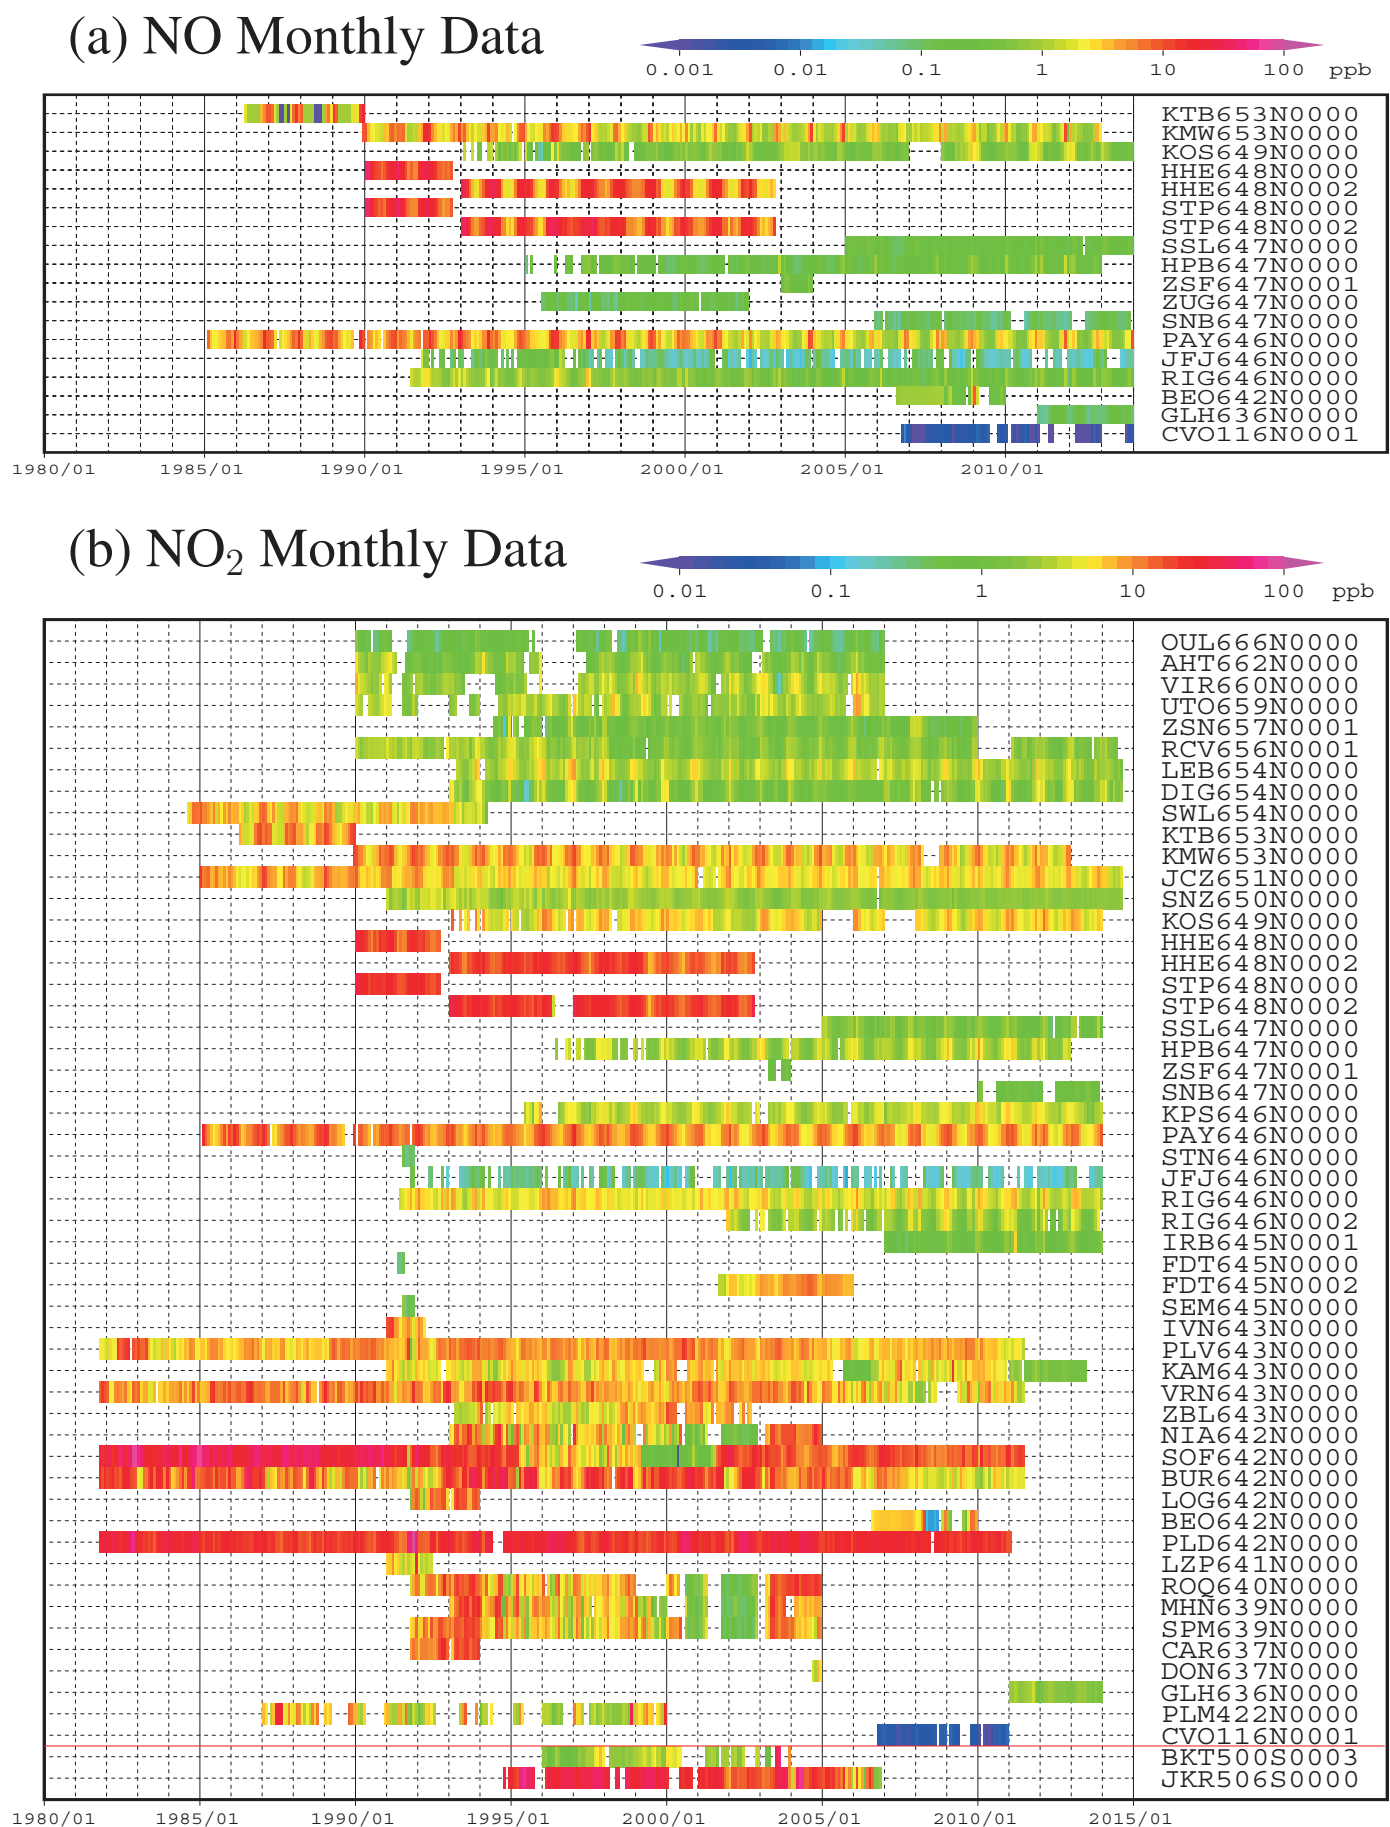 (a) NO Monthly Data
0.001 0.01 0.1 1 10 100 ppb
KTB653N0000
KMW653N0000
KOS649N0000
HHE648N0000
HHE648N0002
STP648N0000
STP648N0002
SSL647N0000
HPB647N0000
ZSF647N0001
ZUG647N0000
SNB647N0000
PAY646N0000
JFJ646N0000
RIG646N0000
BEO642N0000
GLH636N0000
CVO116N0001
1980/01 1985/01 1990/01 1995/01 2000/01 2005/01 2010/01
(b) NO₂ Monthly Data
0.01 0.1 1 10 100 ppb
OUL666N0000
AHT662N0000
VIR660N0000
UTO659N0000
ZSN657N0001
RCV656N0001
LEB654N0000
DIG654N0000
SWL654N0000
KTB653N0000
KMW653N0000
JCZ651N0000
SNZ650N0000
KOS649N0000
HHE648N0000
HHE648N0002
STP648N0000
STP648N0002
SSL647N0000
HPB647N0000
ZSF647N0001
SNB647N0000
KPS646N0000
PAY646N0000
STN646N0000
JFJ646N0000
RIG646N0000
RIG646N0002
IRB645N0001
FDT645N0000
FDT645N0002
SEM645N0000
IVN643N0000
PLV643N0000
KAM643N0000
VRN643N0000
ZBL643N0000
NIA642N0000
SOF642N0000
BUR642N0000
LOG642N0000
BEO642N0000
PLD642N0000
LZP641N0000
ROQ640N0000
MHÑ639N0000
SPM639N0000
CAR637N0000
DON637N0000
GLH636N0000
PLM422N0000
CVO116N0001
BKT500S0003
JKR506S0000
1980/01 1985/01 1990/01 1995/01 2000/01 2005/01 2010/01 2015/01